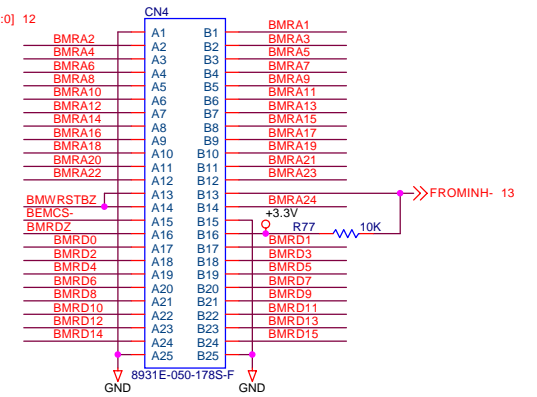 :0] 12
CN4
A1 B1 BMRA1
BMRA2 A2 B2 BMRA3
BMRA4 A3 B3 BMRA5
BMRA6 A4 B4 BMRA7
BMRA8 A5 B5 BMRA9
BMRA10 A6 B6 BMRA11
BMRA12 A7 B7 BMRA13
BMRA14 A8 B8 BMRA15
BMRA16 A9 B9 BMRA17
BMRA18 A10 B10 BMRA19
BMRA20 A11 B11 BMRA21
BMRA22 A12 B12 BMRA23
A13 B13 FROMINH- 13
BMWRSTBZ A14 B14 BMRA24
BEMCS- A15 B15 +3.3V
BMRDZ A16 B16 R77 10K
BMRD0 A17 B17 BMRD1
BMRD2 A18 B18 BMRD3
BMRD4 A19 B19 BMRD5
BMRD6 A20 B20 BMRD7
BMRD8 A21 B21 BMRD9
BMRD10 A22 B22 BMRD11
BMRD12 A23 B23 BMRD13
BMRD14 A24 B24 BMRD15
A25 B25
8931E-050-178S-F
GND GND